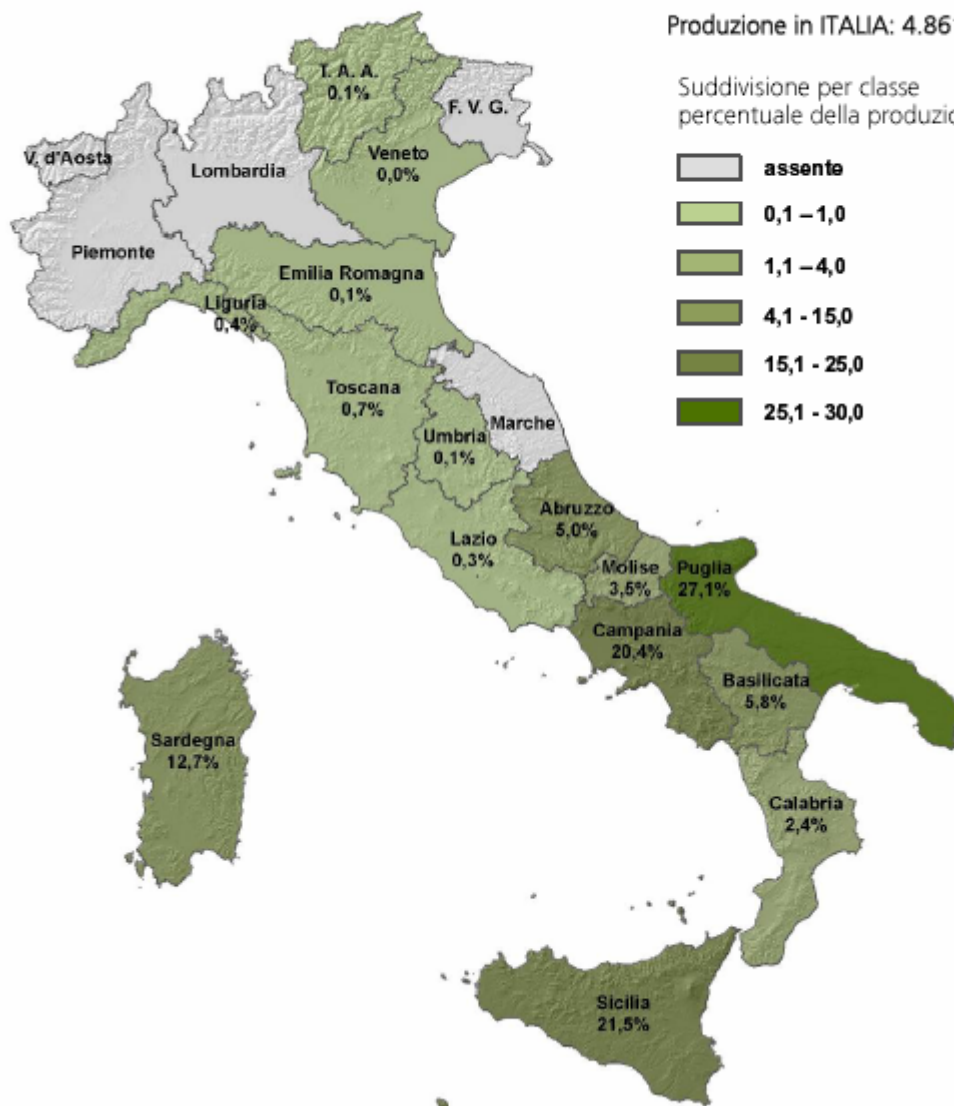 Produzione in ITALIA: 4.861
Suddivisione per classe
percentuale della produzio
assente
0,1 – 1,0
1,1 – 4,0
4,1 - 15,0
15,1 - 25,0
25,1 - 30,0
T. A. A.
0,1%
F. V. G.
V. d'Aosta
Lombardia
Veneto
0,0%
Piemonte
Emilia Romagna
0,1%
Liguria
0,4%
Toscana
0,7%
Umbria
0,1%
Marche
Abruzzo
5,0%
Lazio
0,3%
Molise
3,5%
Puglia
27,1%
Campania
20,4%
Basilicata
5,8%
Sardegna
12,7%
Calabria
2,4%
Sicilia
21,5%